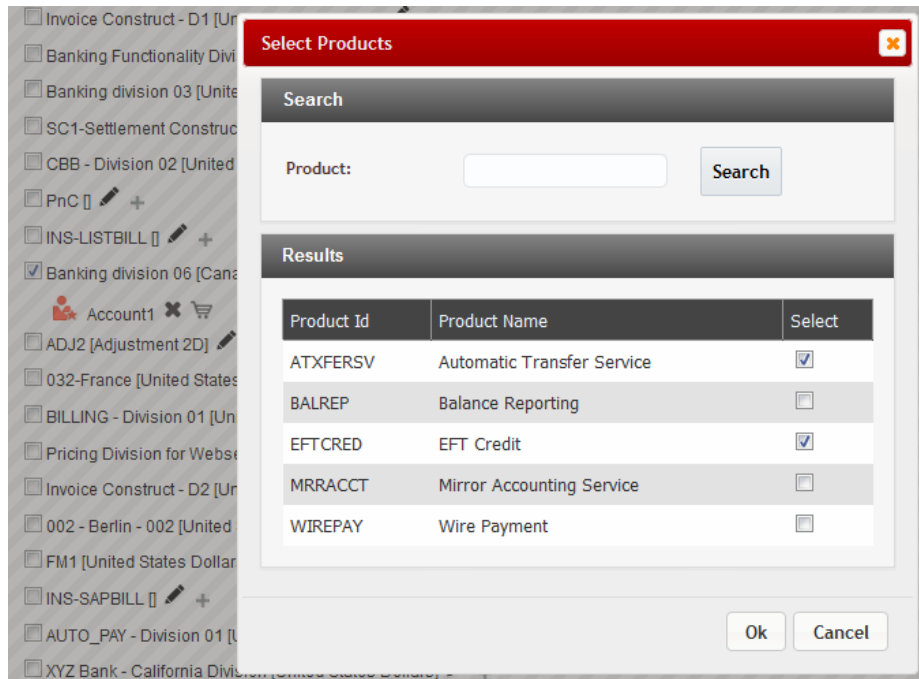 Invoice Construct - D1 [Un
Banking Functionality Divi
Banking division 03 [Unite
SC1-Settlement Construc
CBB - Division 02 [United
PnC []
INS-LISTBILL []
Banking division 06 [Cana
Account1
ADJ2 [Adjustment 2D]
032-France [United States
BILLING - Division 01 [Uni
Pricing Division for Webse
Invoice Construct - D2 [Un
002 - Berlin - 002 [United
FM1 [United States Dollar
INS-SAPBILL []
AUTO_PAY - Division 01 [U
XYZ Bank - California Division [United States Dollars]
Select Products
Search
Product:
Search
Results
Product Id Product Name Select
ATXFERSV Automatic Transfer Service
BALREP Balance Reporting
EFTCRED EFT Credit
MRRACCT Mirror Accounting Service
WIREPAY Wire Payment
Ok Cancel